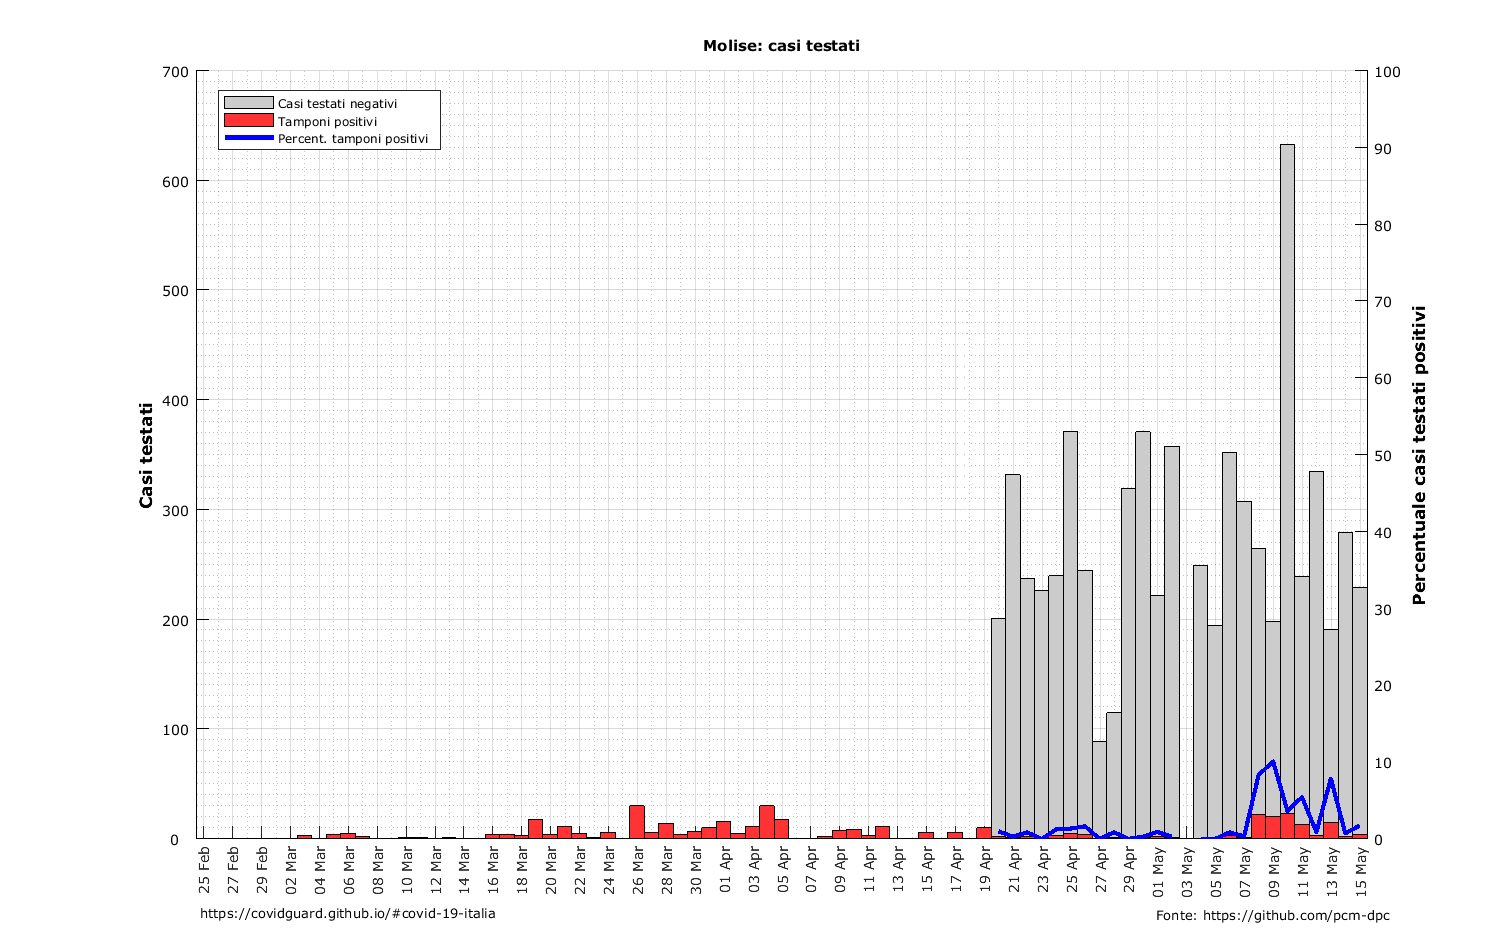 Molise: casi testati
700
600
500
400
300
200
100
0
Casi testati
Casi testati negativi
Tamponi positivi
Percent. tamponi positivi
100
90
80
70
60
50
40
30
20
10
0
Percentuale casi testati positivi
25 Feb
27 Feb
29 Feb
02 Mar
04 Mar
06 Mar
08 Mar
10 Mar
12 Mar
14 Mar
16 Mar
18 Mar
20 Mar
22 Mar
24 Mar
26 Mar
28 Mar
30 Mar
01 Apr
03 Apr
05 Apr
07 Apr
09 Apr
11 Apr
13 Apr
15 Apr
17 Apr
19 Apr
21 Apr
23 Apr
25 Apr
27 Apr
29 Apr
01 May
03 May
05 May
07 May
09 May
11 May
13 May
15 May
https://covidguard.github.io/#covid-19-italia
Fonte: https://github.com/pcm-dpc